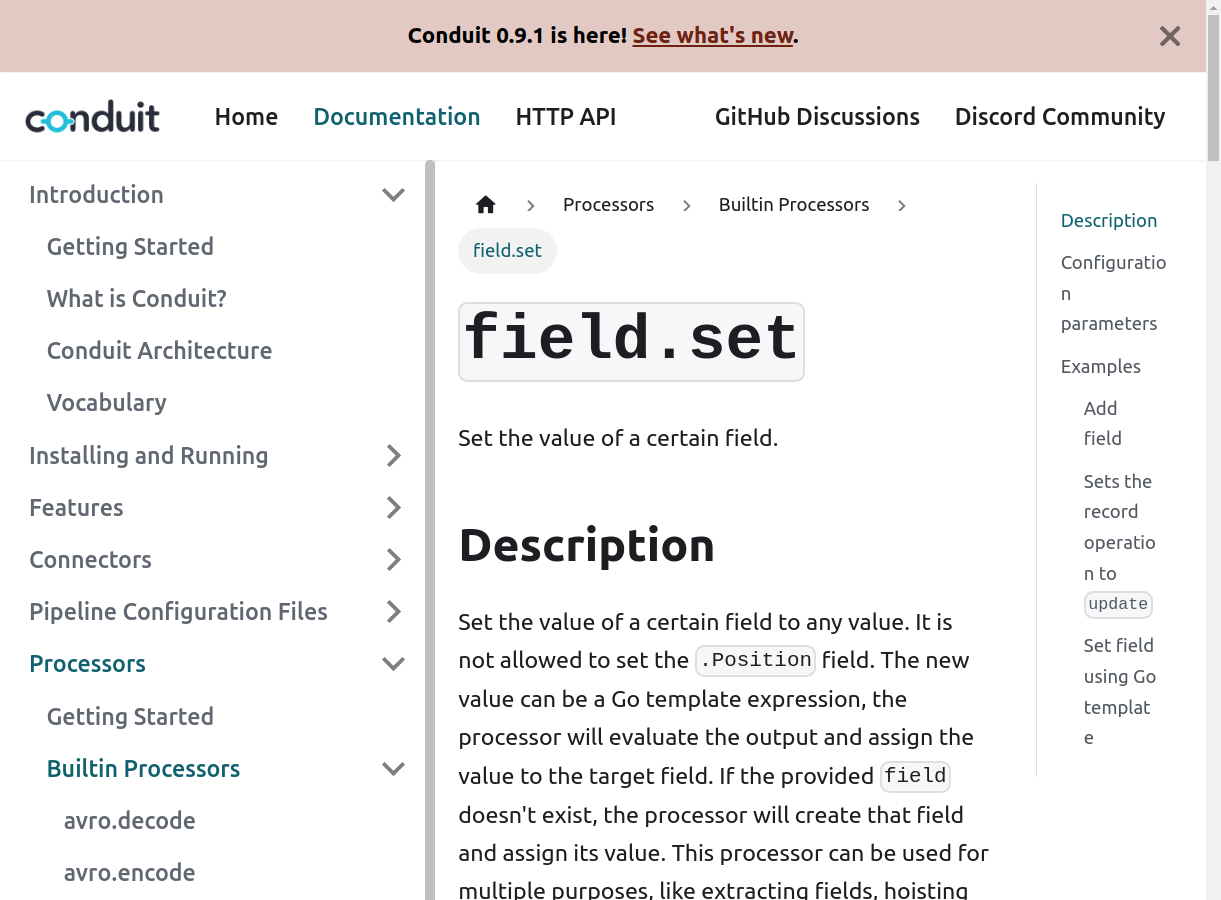 Conduit 0.9.1 is here! See what's new.
conduit
Home
Documentation
HTTP API
GitHub Discussions
Discord Community
Introduction
Getting Started
What is Conduit?
Conduit Architecture
Vocabulary
Installing and Running
Features
Connectors
Pipeline Configuration Files
Processors
Getting Started
Builtin Processors
avro.decode
avro.encode
Processors
Builtin Processors
field.set
field.set
Set the value of a certain field.
Description
Set the value of a certain field to any value. It is
not allowed to set the .Position field. The new
value can be a Go template expression, the
processor will evaluate the output and assign the
value to the target field. If the provided field
doesn't exist, the processor will create that field
and assign its value. This processor can be used for
multiple purposes, like extracting fields, hoisting
Description
Configuratio
n
parameters
Examples
Add
field
Sets the
record
operatio
n to
update
Set field
using Go
templat
e